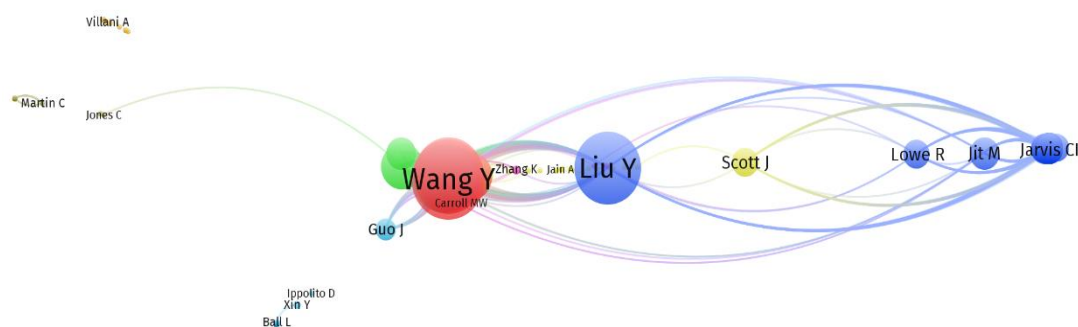 Villani A
Martin C
Jones C
Wang Y
Carroll MW
Zhang K
Jain A
Liu Y
Scott J
Lowe R
Jit M
Jarvis CI
Guo J
Ippolito D
Xin Y
Ball L